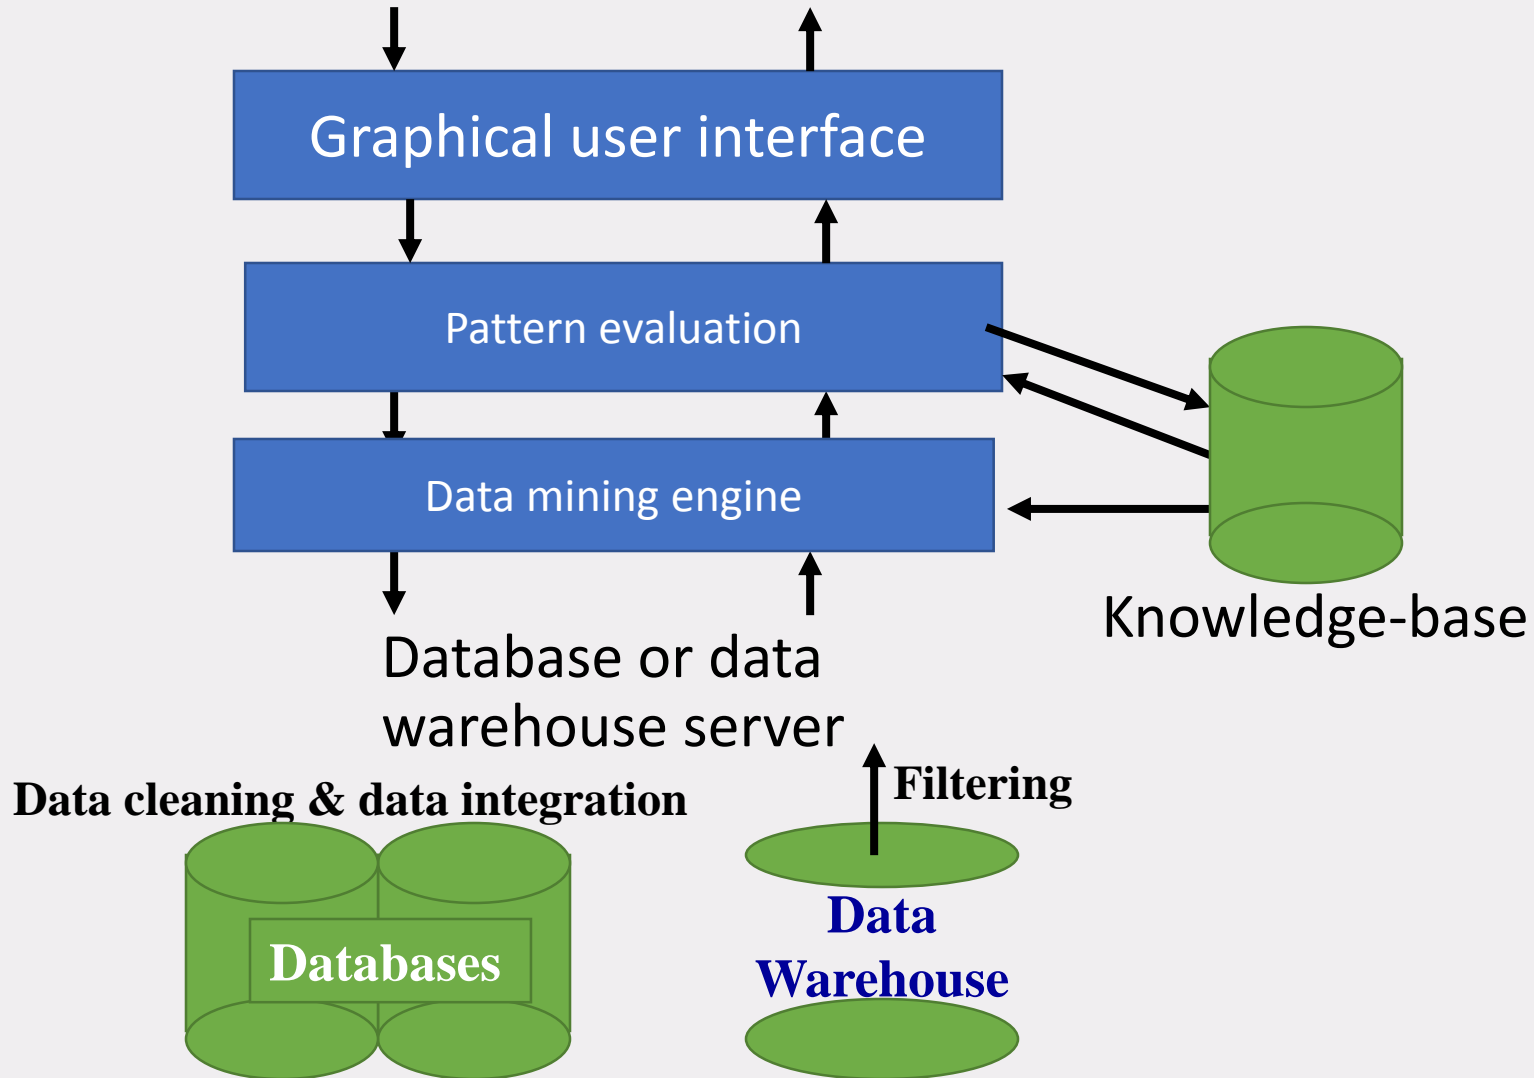 Graphical user interface
Pattern evaluation
Data mining engine
Knowledge-base
Database or data
warehouse server
Data cleaning & data integration
Filtering
Databases
Data
Warehouse